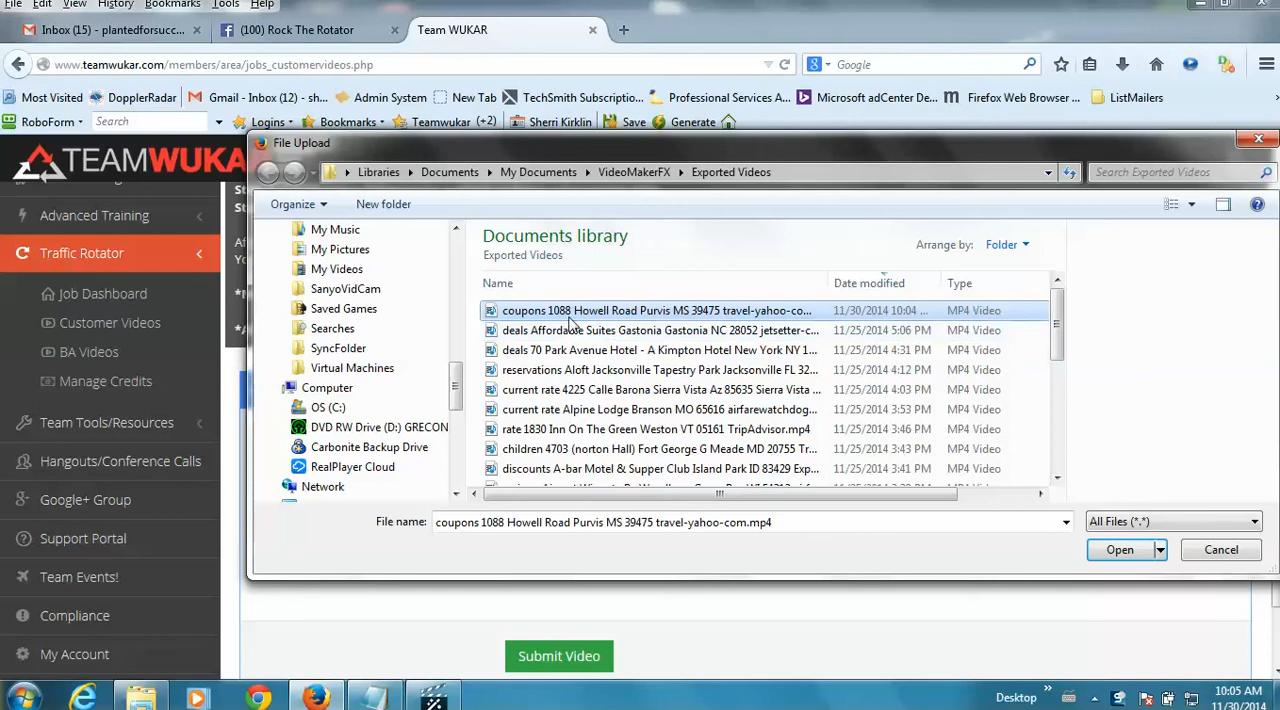 File Edit View History Bookmarks Tools Help
Inbox (15) - plantedforsucc... × (100) Rock The Rotator × Team WUKAR ×
www.teamwukar.com/members/area/jobs_customervideos.php Google
Most Visited DopplerRadar Gmail - Inbox (12) - sh... Admin System New Tab TechSmith Subscriptio... Professional Services A... Microsoft adCenter De... Firefox Web Browser ... ListMailers
RoboForm Search Logins Bookmarks Teamwukar (+2) Sherri Kirklin Save Generate
TEAMWUKAR
Advanced Training
Traffic Rotator
Job Dashboard
Customer Videos
BA Videos
Manage Credits
Team Tools/Resources
Hangouts/Conference Calls
Google+ Group
Support Portal
Team Events!
Compliance
My Account
File Upload
Libraries Documents My Documents VideoMakerFX Exported Videos Search Exported Videos
Organize New folder
My Music
My Pictures
My Videos
SanyoVidCam
Saved Games
Searches
SyncFolder
Virtual Machines
Computer
OS (C:)
DVD RW Drive (D:) GRECON
Carbonite Backup Drive
RealPlayer Cloud
Network
Documents library
Exported Videos
Arrange by: Folder
Name Date modified Type
coupons 1088 Howell Road Purvis MS 39475 travel-yahoo-co... 11/30/2014 10:04 ... MP4 Video
deals Affordable Suites Gastonia Gastonia NC 28052 jetsetter-c... 11/25/2014 5:06 PM MP4 Video
deals 70 Park Avenue Hotel - A Kimpton Hotel New York NY 1... 11/25/2014 4:31 PM MP4 Video
reservations Aloft Jacksonville Tapestry Park Jacksonville FL 32... 11/25/2014 4:12 PM MP4 Video
current rate 4225 Calle Barona Sierra Vista Az 85635 Sierra Vista ... 11/25/2014 4:03 PM MP4 Video
current rate Alpine Lodge Branson MO 65616 airfarewatchdog... 11/25/2014 3:53 PM MP4 Video
rate 1830 Inn On The Green Weston VT 05161 TripAdvisor.mp4 11/25/2014 3:46 PM MP4 Video
children 4703 (norton Hall) Fort George G Meade MD 20755 Tr... 11/25/2014 3:43 PM MP4 Video
discounts A-bar Motel & Supper Club Island Park ID 83429 Exp... 11/25/2014 3:41 PM MP4 Video
File name: coupons 1088 Howell Road Purvis MS 39475 travel-yahoo-com.mp4 All Files (*.*)
Open Cancel
Submit Video
Desktop
10:05 AM
11/30/2014